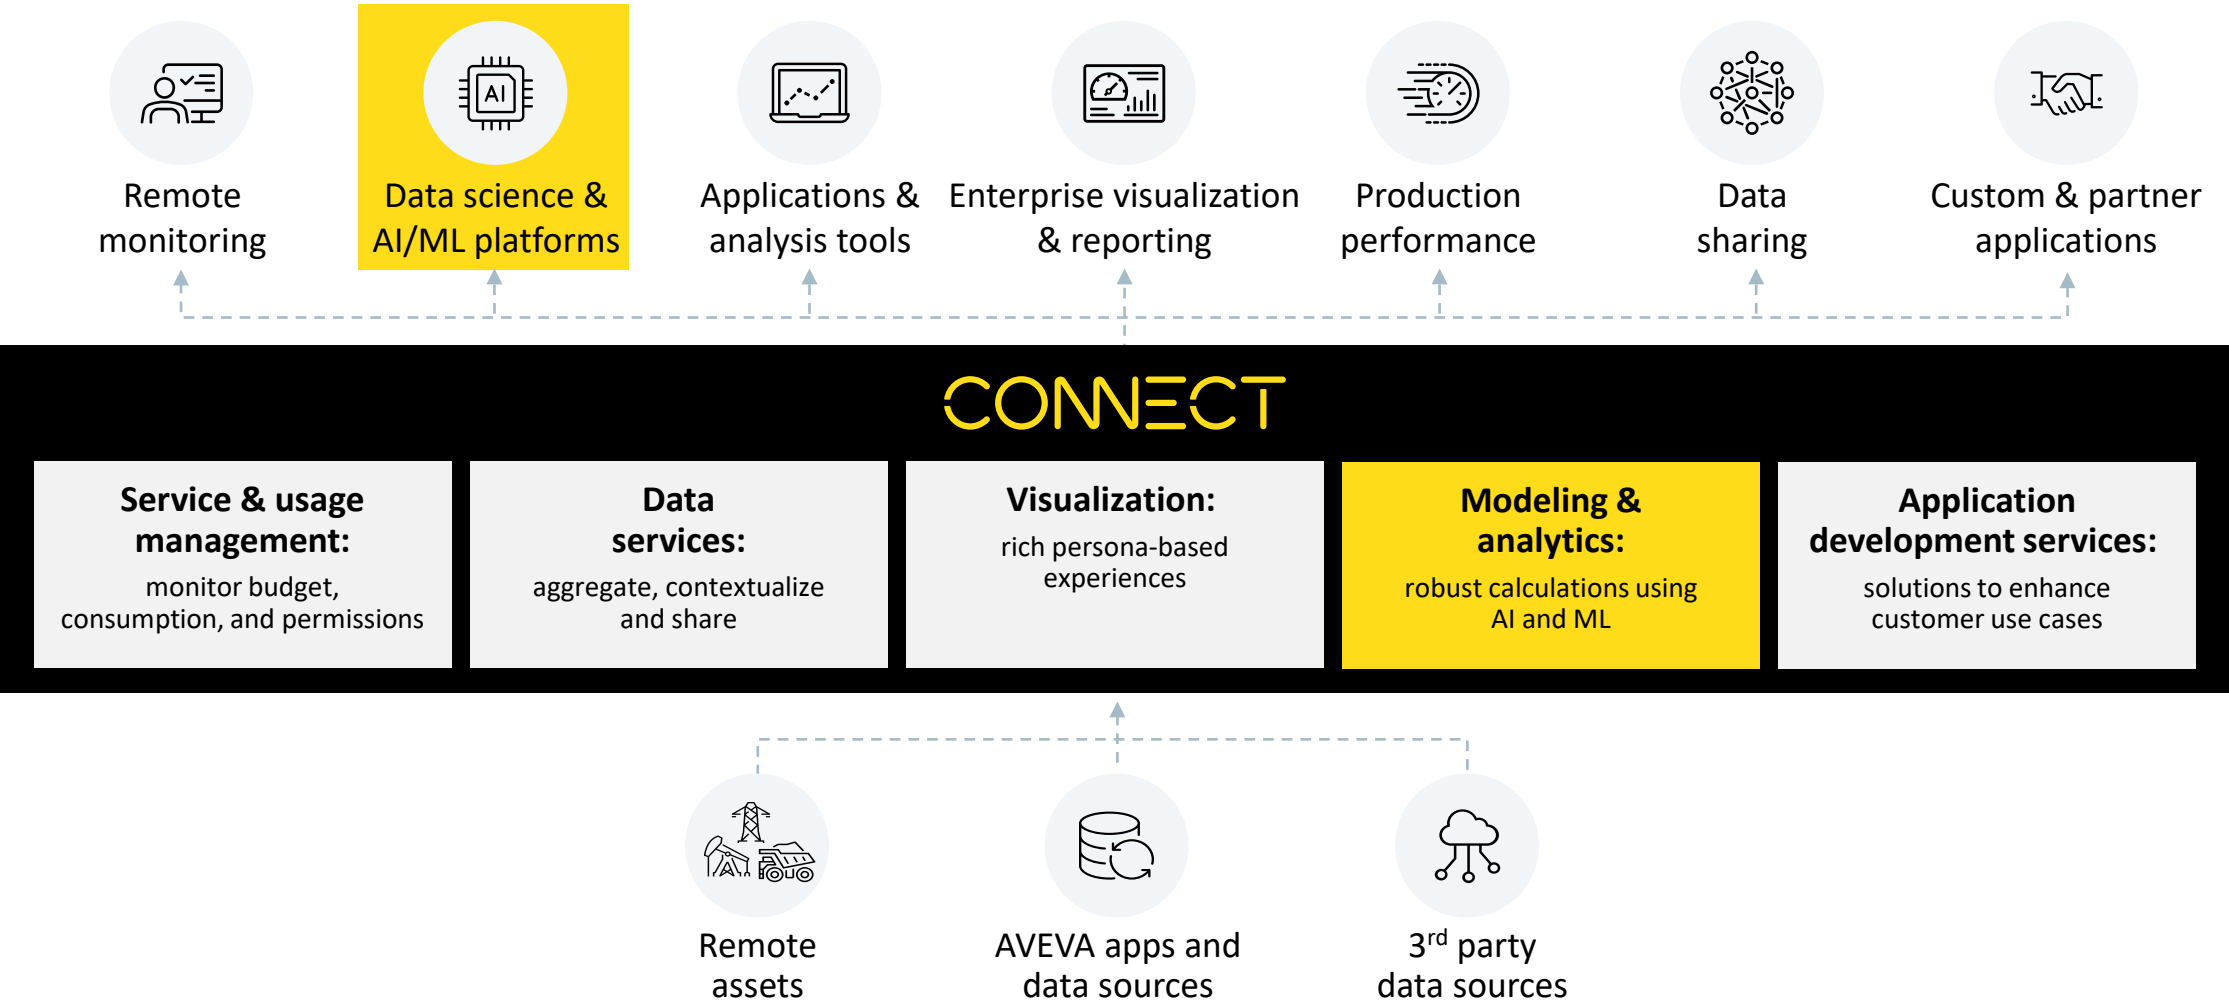 AI
Remote
monitoring
Data science &
AI/ML platforms
Applications &
analysis tools
Enterprise visualization
& reporting
Production
performance
Data
sharing
Custom & partner
applications
CONNECT
Service & usage
management:
monitor budget,
consumption, and permissions
Data
services:
aggregate, contextualize
and share
Visualization:
rich persona-based
experiences
Modeling &
analytics:
robust calculations using
AI and ML
Application
development services:
solutions to enhance
customer use cases
Remote
assets
AVEVA apps and
data sources
3rd party
data sources